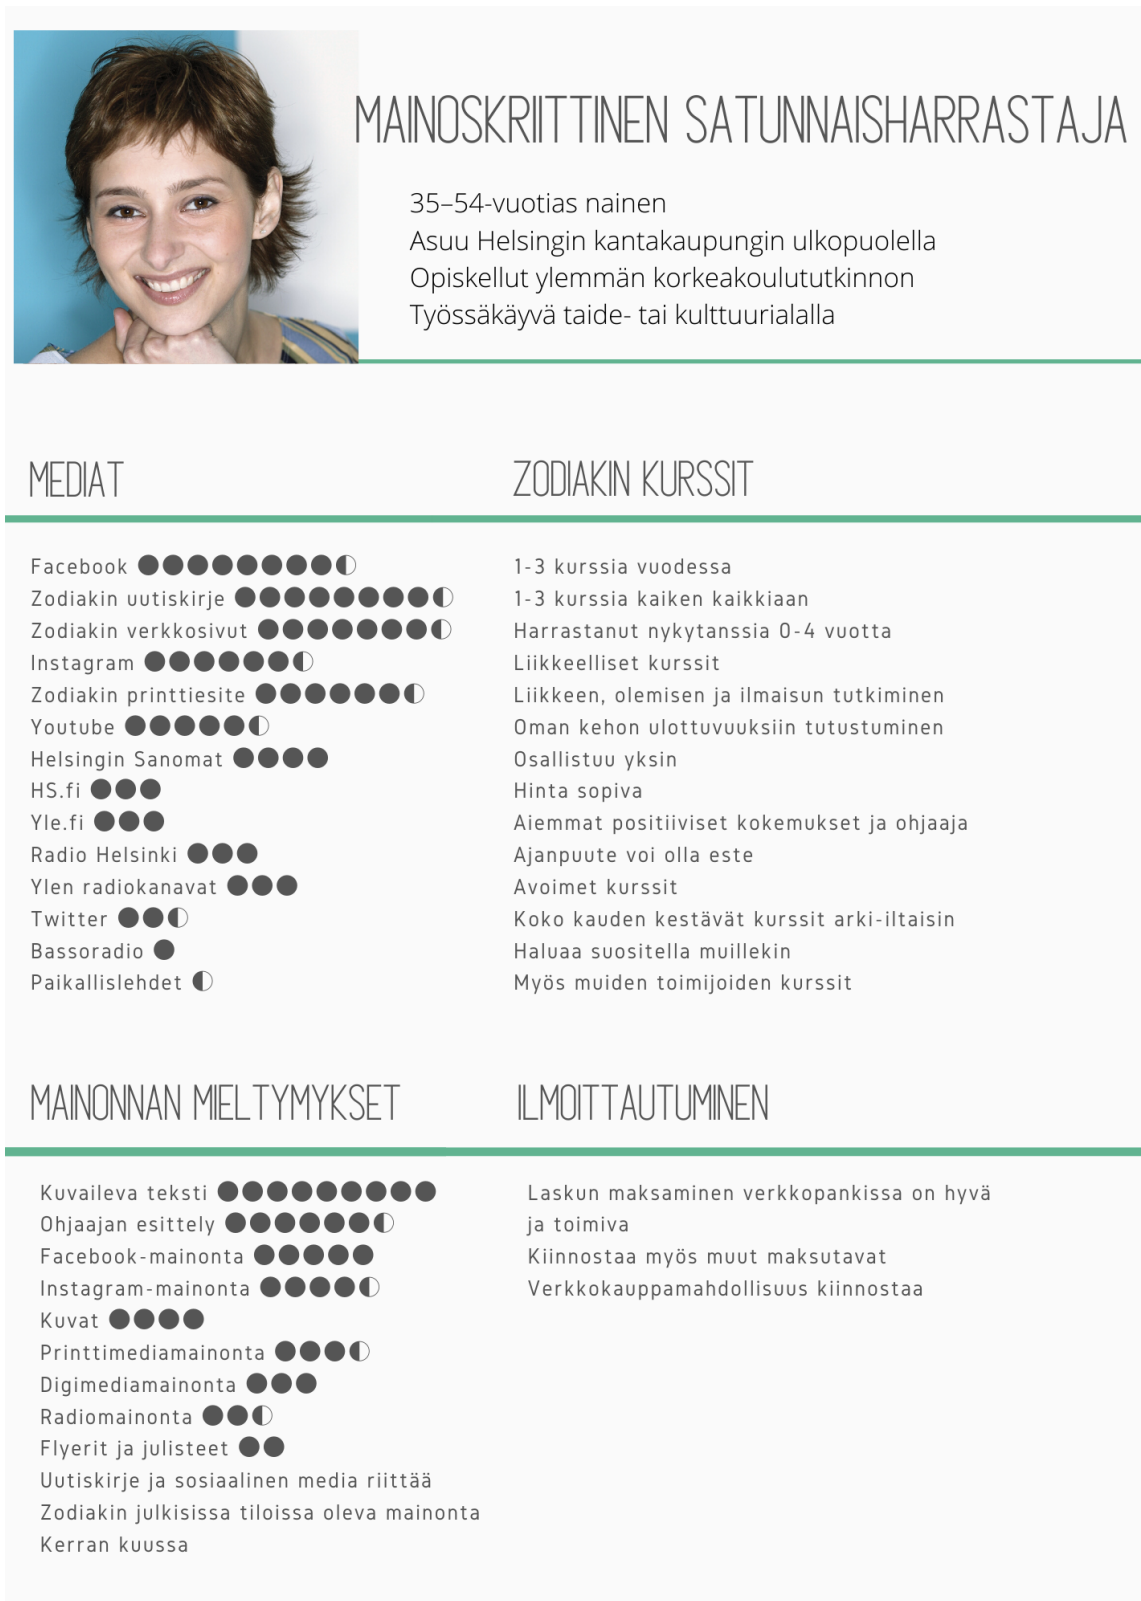 MAINOSKRIITTINEN SATUNNAISHARRASTAJA
35–54-vuotias nainen
Asuu Helsingin kantakaupungin ulkopuolella
Opiskellut ylemmän korkeakoulututkinnon
Työssäkäyvä taide- tai kulttuurialalla
MEDIAT
Facebook
Zodiakin uutiskirje
Zodiakin verkkosivut
Instagram
Zodiakin printtiesite
Youtube
Helsingin Sanomat
HS.fi
Yle.fi
Radio Helsinki
Ylen radiokanavat
Twitter
Bassoradio
Paikallislehdet
ZODIAKIN KURSSIT
1-3 kurssia vuodessa
1-3 kurssia kaiken kaikkiaan
Harrastanut nykytanssia 0-4 vuotta
Liikkeelliset kurssit
Liikkeen, olemisen ja ilmaisun tutkiminen
Oman kehon ulottuvuuksiin tutustuminen
Osallistuu yksin
Hinta sopiva
Aiemmat positiiviset kokemukset ja ohjaaja
Ajanpuute voi olla este
Avoimet kurssit
Koko kauden kestävät kurssit arki-iltaisin
Haluaa suositella muillekin
Myös muiden toimijoiden kurssit
MAINONNAN MIELTYMYKSET
Kuvaileva teksti
Ohjaajan esittely
Facebook-mainonta
Instagram-mainonta
Kuvat
Printtimediamainonta
Digimediamainonta
Radiomainonta
Flyerit ja julisteet
Uutiskirje ja sosiaalinen media riittää
Zodiakin julkisissa tiloissa oleva mainonta
Kerran kuussa
ILMOITTAUTUMINEN
Laskun maksaminen verkkopankissa on hyvä
ja toimiva
Kiinnostaa myös muut maksutavat
Verkkokauppamahdollisuus kiinnostaa